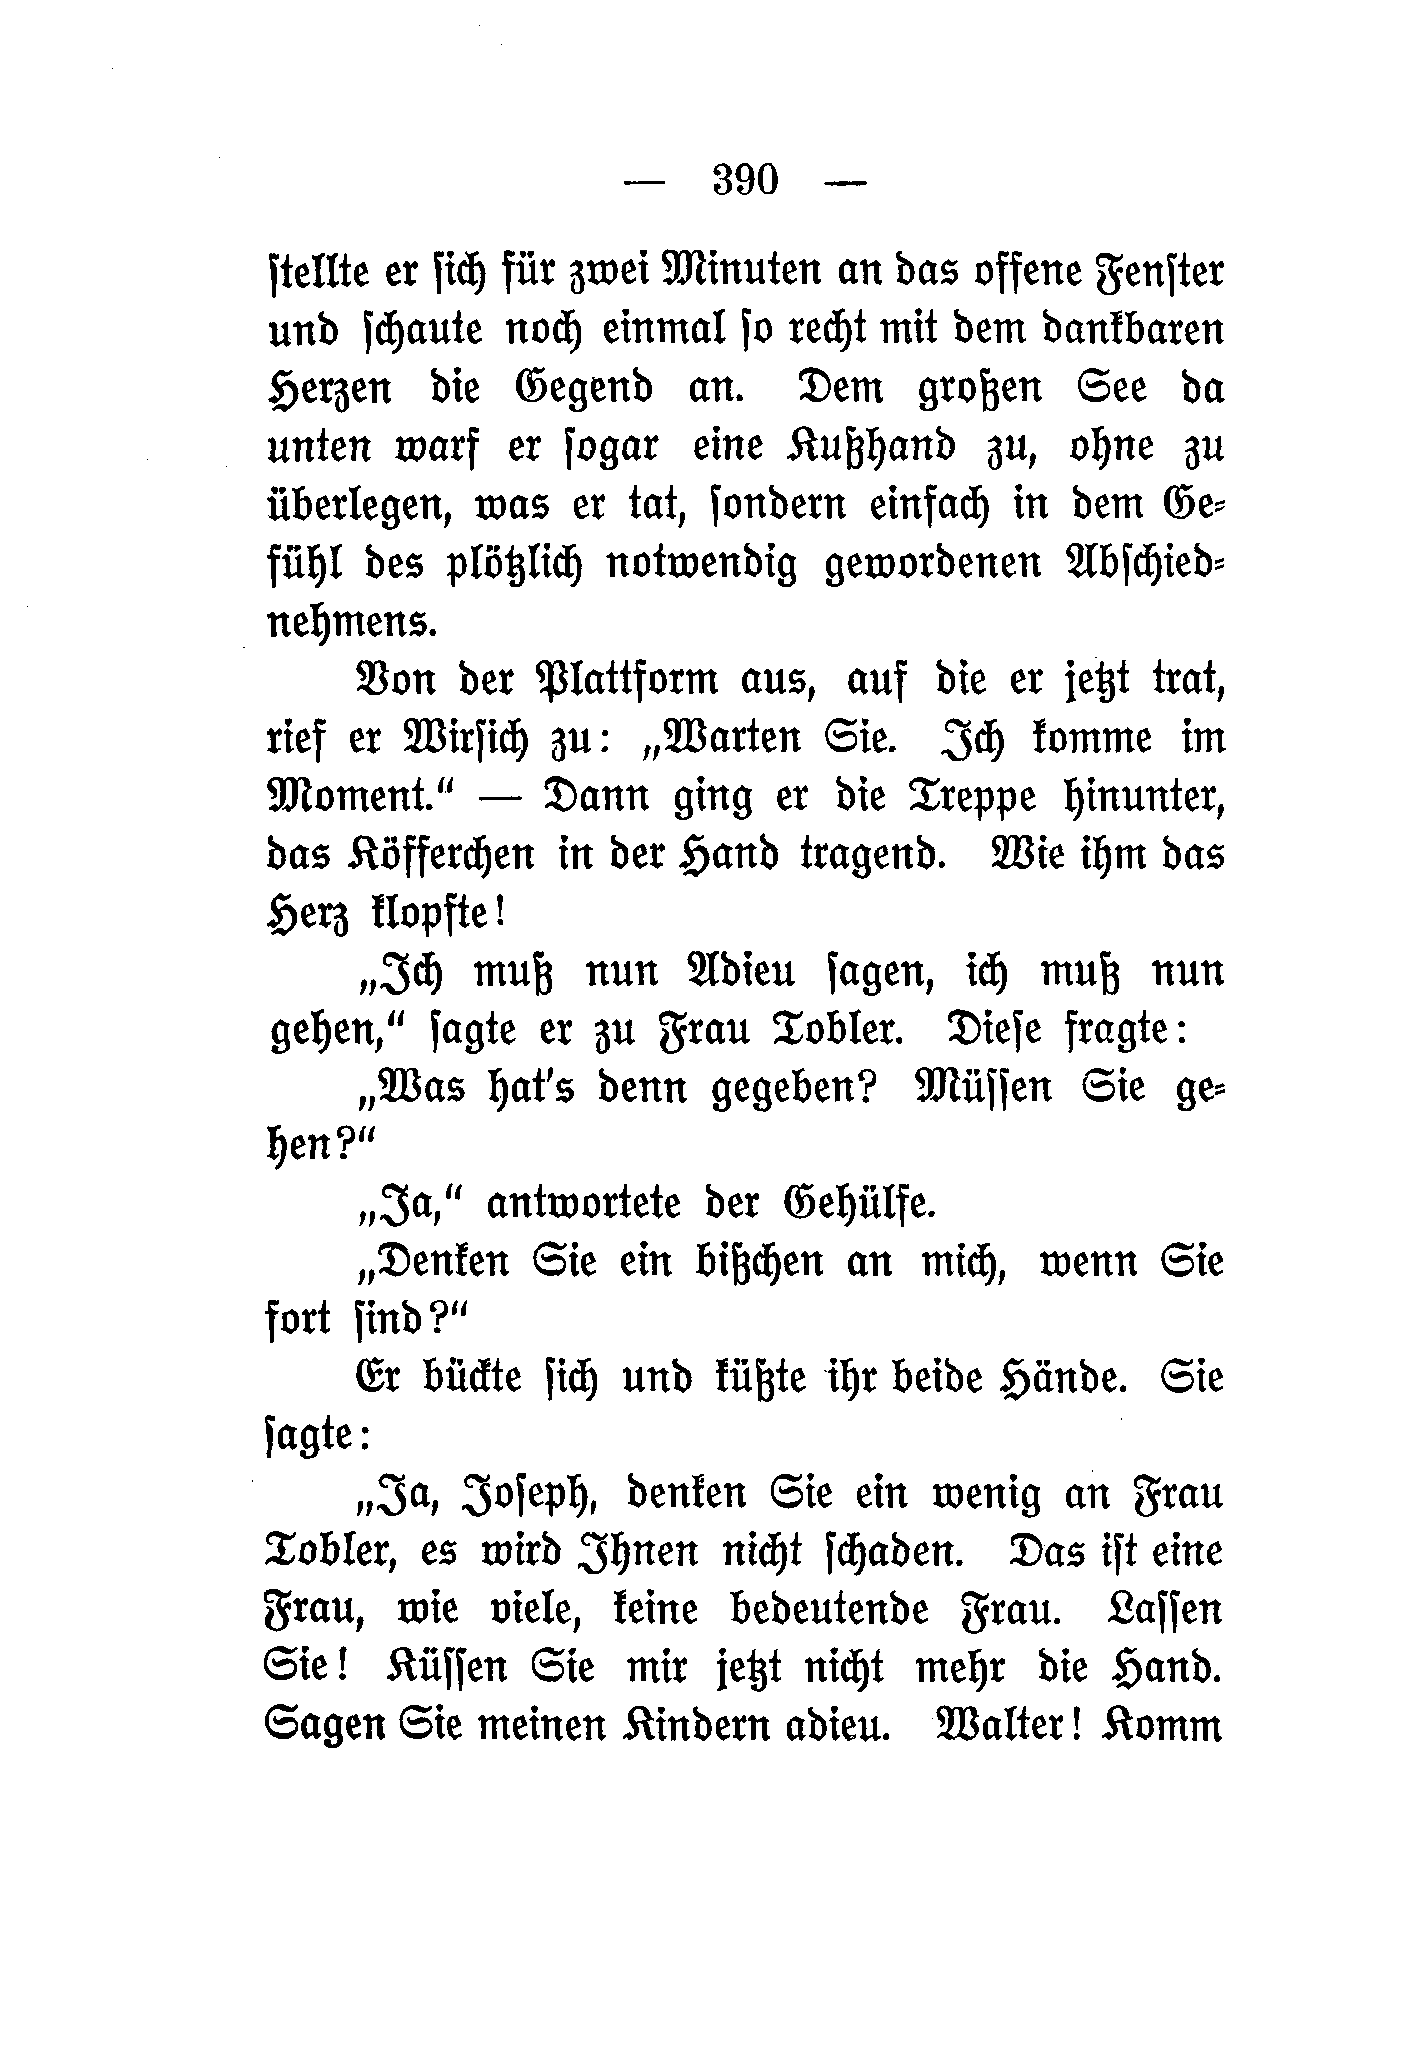 — 390 —
stellte er sich für zwei Minuten an das offene Fenster
und schaute noch einmal so recht mit dem dankbaren
Herzen die Gegend an. Dem großen See da
unten warf er sogar eine Kußhand zu, ohne zu
überlegen, was er tat, sondern einfach in dem Ge-
fühl des plötzlich notwendig gewordenen Abschied-
nehmens.
Von der Plattform aus, auf die er jetzt trat,
rief er Wirsich zu: „Warten Sie. Ich komme im
Moment.“ — Dann ging er die Treppe hinunter,
das Köfferchen in der Hand tragend. Wie ihm das
Herz klopfte!
„Ich muß nun Adieu sagen, ich muß nun
gehen,“ sagte er zu Frau Tobler. Diese fragte:
„Was hat's denn gegeben? Müssen Sie ge-
hen?“
„Ja,“ antwortete der Gehülfe.
„Denken Sie ein bißchen an mich, wenn Sie
fort sind?“
Er bückte sich und küßte ihr beide Hände. Sie
sagte:
„Ja, Joseph, denken Sie ein wenig an Frau
Tobler, es wird Ihnen nicht schaden. Das ist eine
Frau, wie viele, keine bedeutende Frau. Lassen
Sie! Küssen Sie mir jetzt nicht mehr die Hand.
Sagen Sie meinen Kindern adieu. Walter! Komm